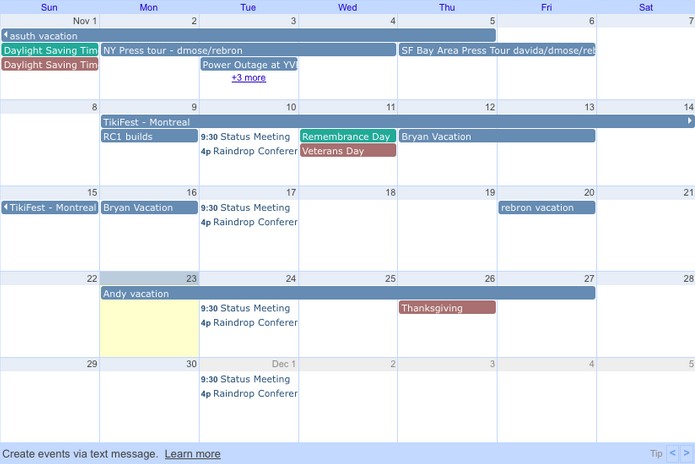 Sun Mon Tue Wed Thu Fri Sat
Nov 1 2 3 4 5 6 7
asuth vacation
Daylight Saving Tim NY Press tour - dmose/rebron SF Bay Area Press Tour davida/dmose/reb
Daylight Saving Tim Power Outage at YV
+3 more
8 9 10 11 12 13 14
TikiFest - Montreal
RC1 builds 9:30 Status Meeting Remembrance Day Bryan Vacation
4p Raindrop Conferer Veterans Day
15 16 17 18 19 20 21
TikiFest - Montreal Bryan Vacation 9:30 Status Meeting rebron vacation
4p Raindrop Conferer
22 23 24 25 26 27 28
Andy vacation
9:30 Status Meeting Thanksgiving
4p Raindrop Conferer
29 30 Dec 1 2 3 4 5
9:30 Status Meeting
4p Raindrop Conferer
Create events via text message. Learn more Tip < >